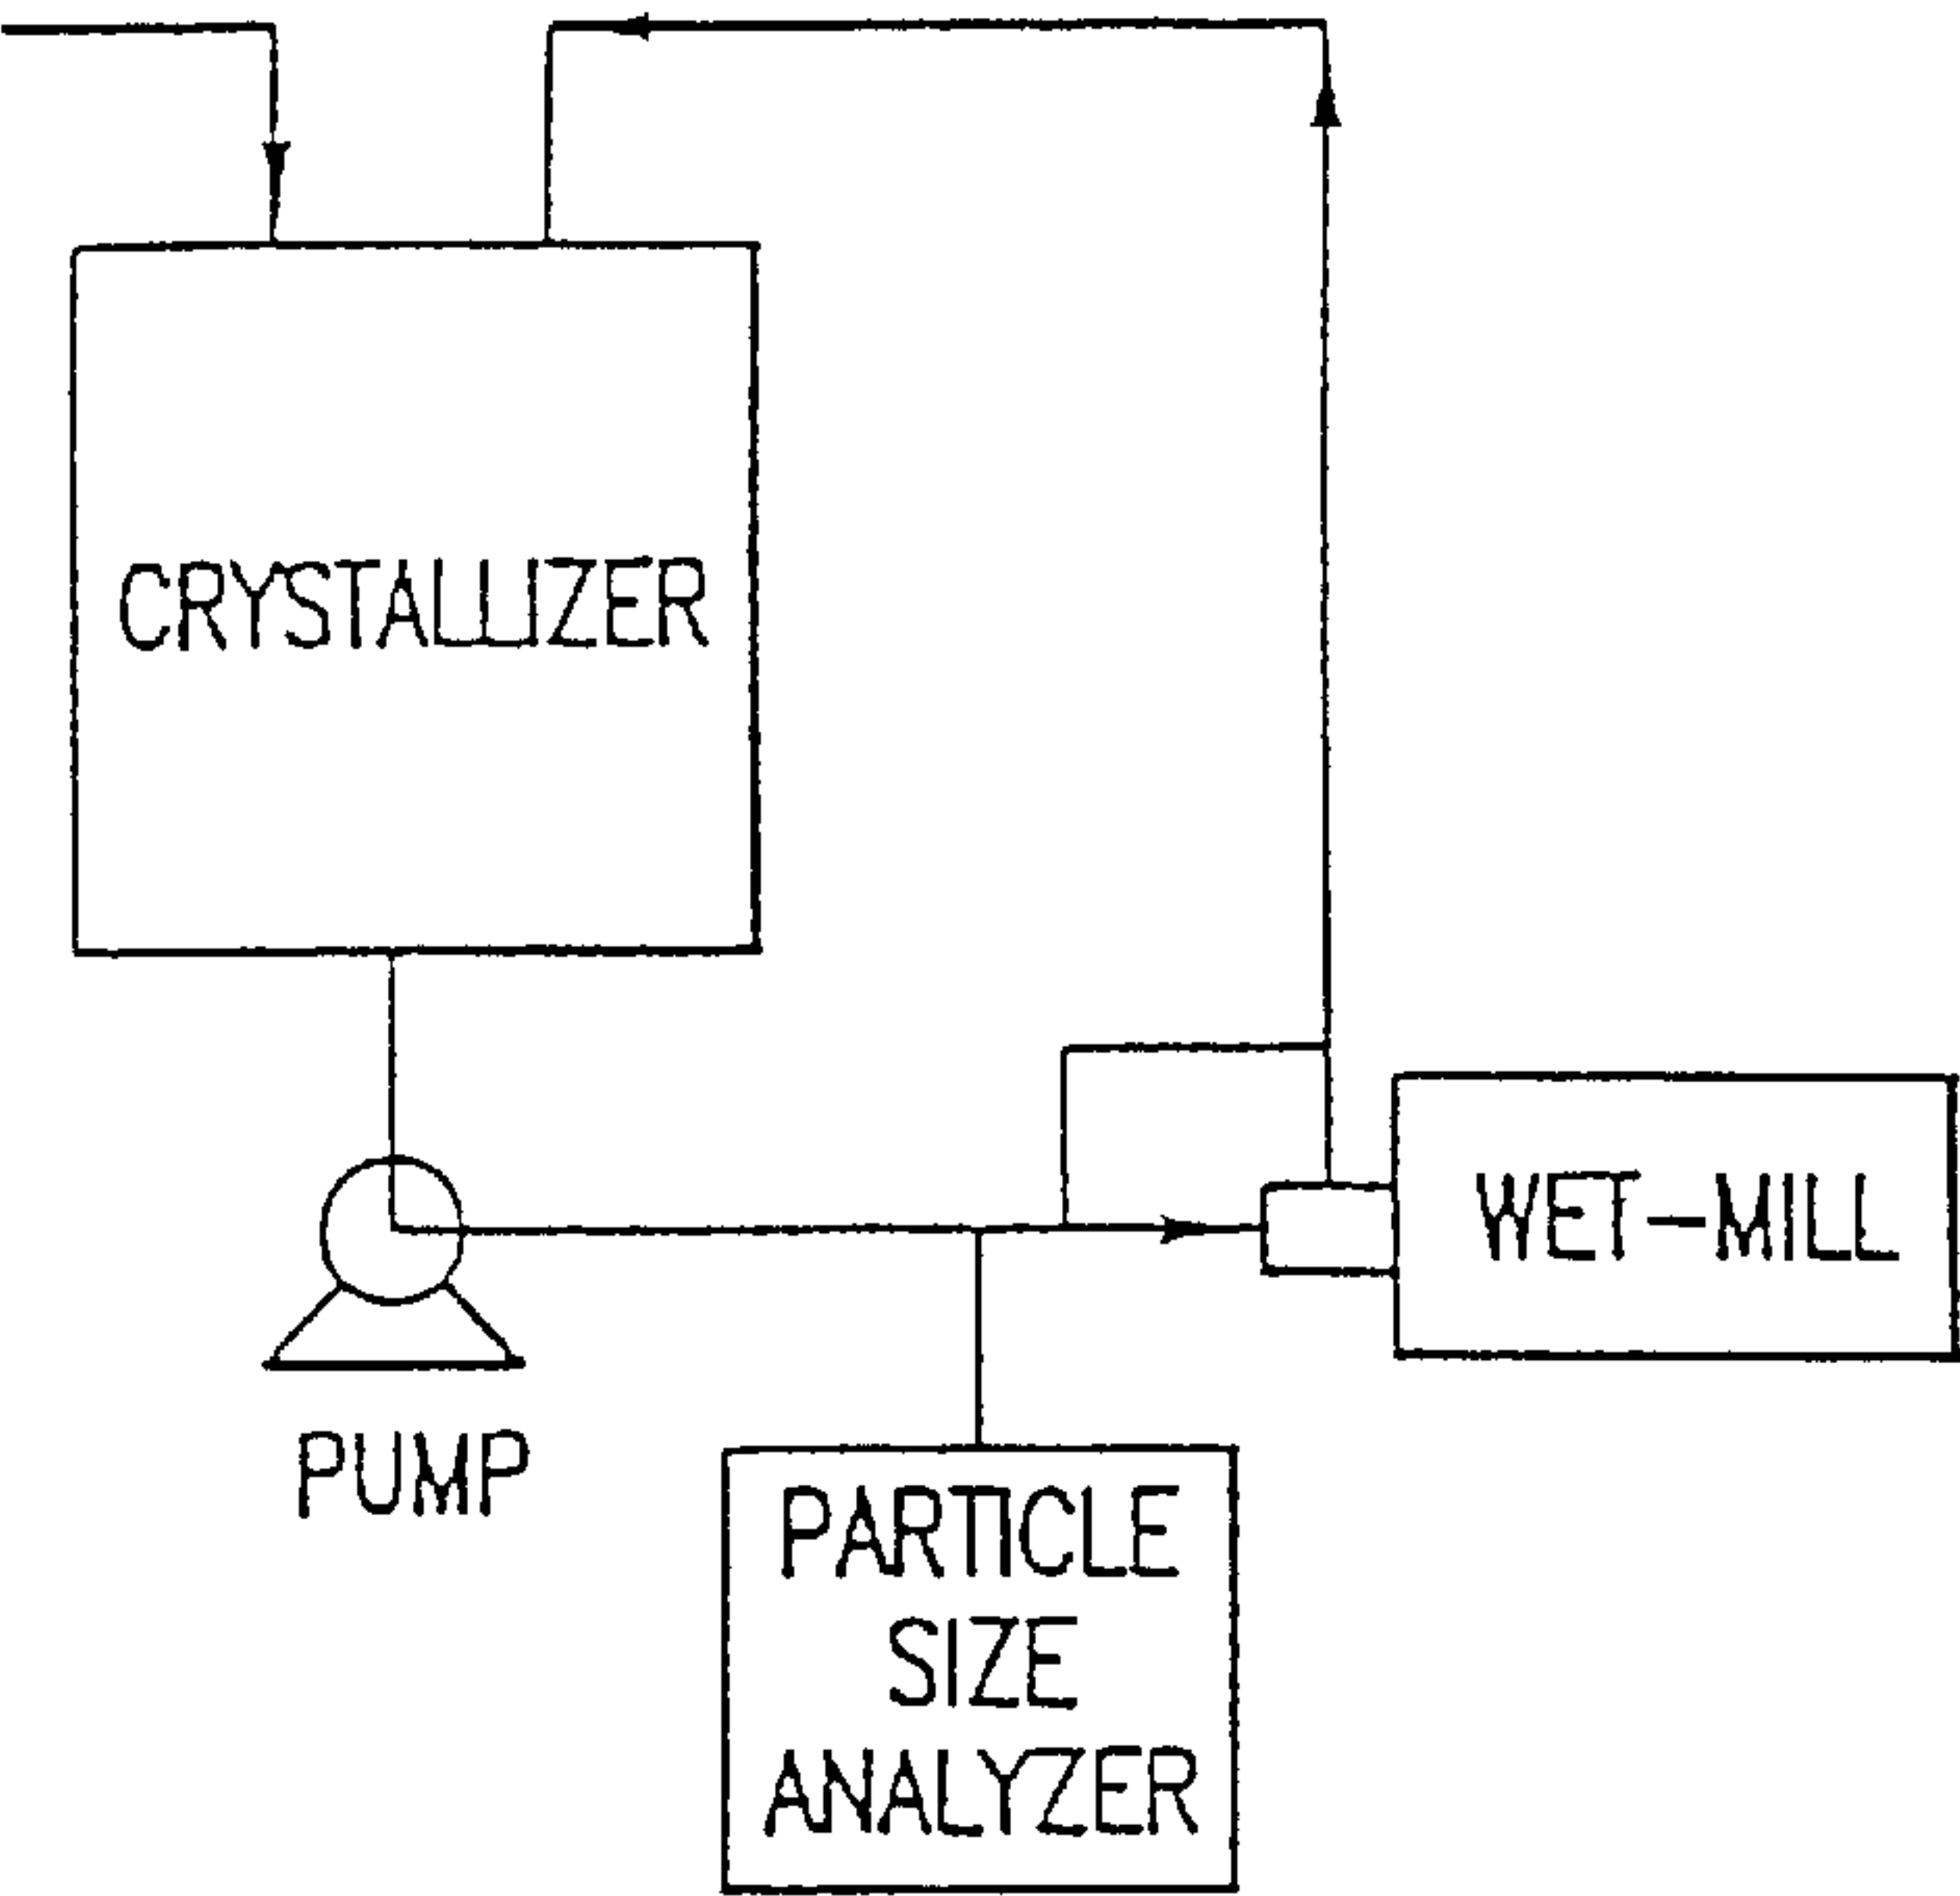 CRYSTALLIZER
WET-MILL
PUMP
PARTICLE
SIZE
ANALYZER